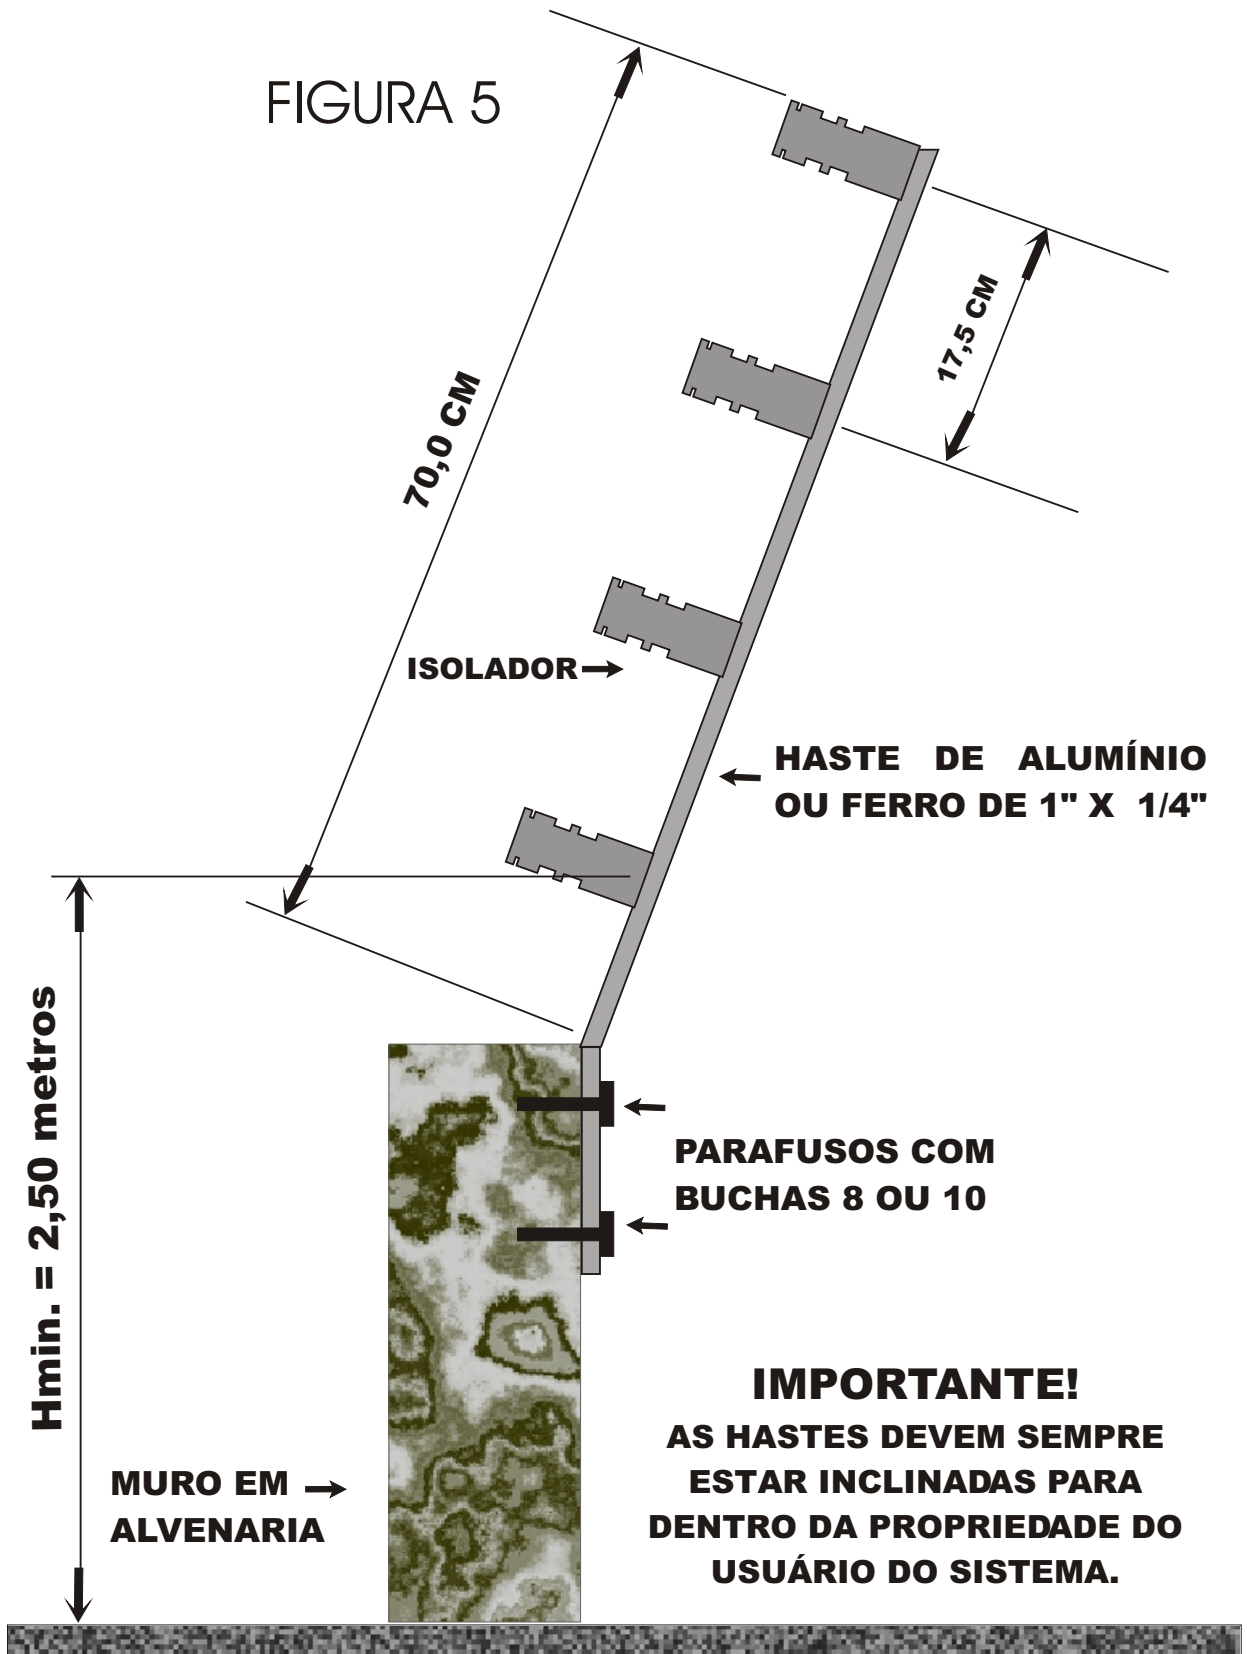 FIGURA 5
17,5 CM
70,0 CM
ISOLADOR
HASTE DE ALUMÍNIO
OU FERRO DE 1" X 1/4"
Hmin. = 2,50 metros
PARAFUSOS COM
BUCHAS 8 OU 10
IMPORTANTE!
AS HASTES DEVEM SEMPRE
ESTAR INCLINADAS PARA
DENTRO DA PROPRIEDADE DO
USUÁRIO DO SISTEMA.
MURO EM
ALVENARIA